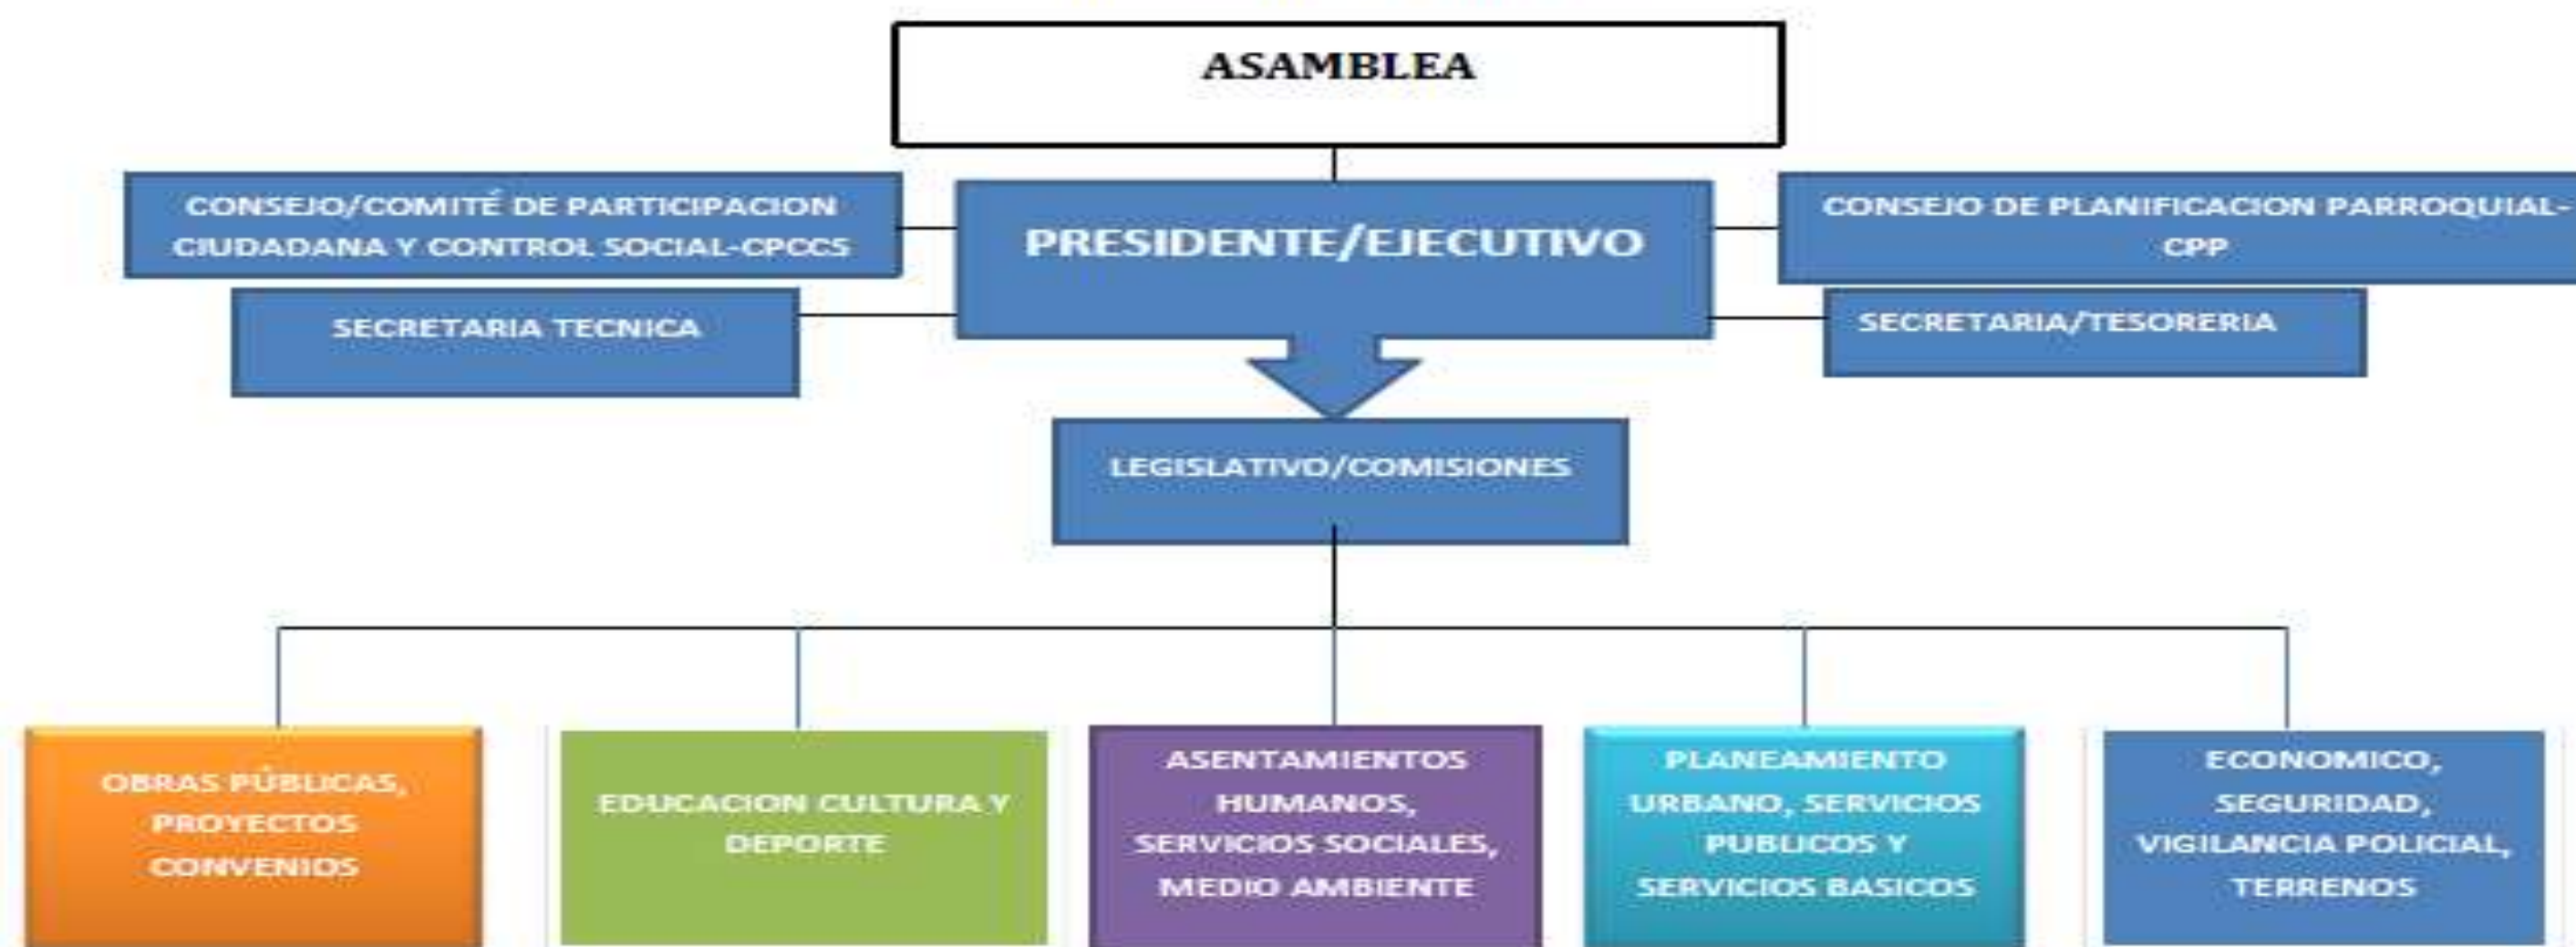 ASAMBLEA
CONSEJO/COMITÉ DE PARTICIPACION
CIUDADANA Y CONTROL SOCIAL-CPCCS
PRESIDENTE/EJECUTIVO
CONSEJO DE PLANIFICACION PARROQUIAL-
CPP
SECRETARIA TECNICA
SECRETARIA/TESORERIA
LEGISLATIVO/COMISIONES
OBRAS PÚBLICAS,
PROYECTOS
CONVENIOS
EDUCACION CULTURA Y
DEPORTE
ASENTAMIENTOS
HUMANOS,
SERVICIOS SOCIALES,
MEDIO AMBIENTE
PLANEAMIENTO
URBANO, SERVICIOS
PUBLICOS Y
SERVICIOS BASICOS
ECONOMICO,
SEGURIDAD,
VIGILANCIA POLICIAL,
TERRENOS